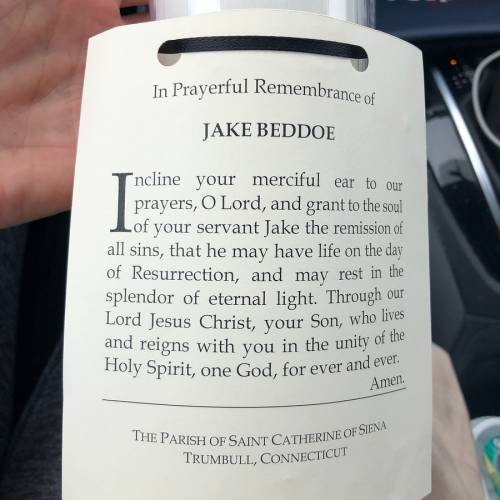 In Prayerful Remembrance of
JAKE BEDDOE
Incline your merciful ear to our
prayers, O Lord, and grant to the soul
of your servant Jake the remission of
all sins, that he may have life on the day
of Resurrection, and may rest in the
splendor of eternal light. Through our
Lord Jesus Christ, your Son, who lives
and reigns with you in the unity of the
Holy Spirit, one God, for ever and ever.
Amen.
THE PARISH OF SAINT CATHERINE OF SIENA
TRUMBULL, CONNECTICUT